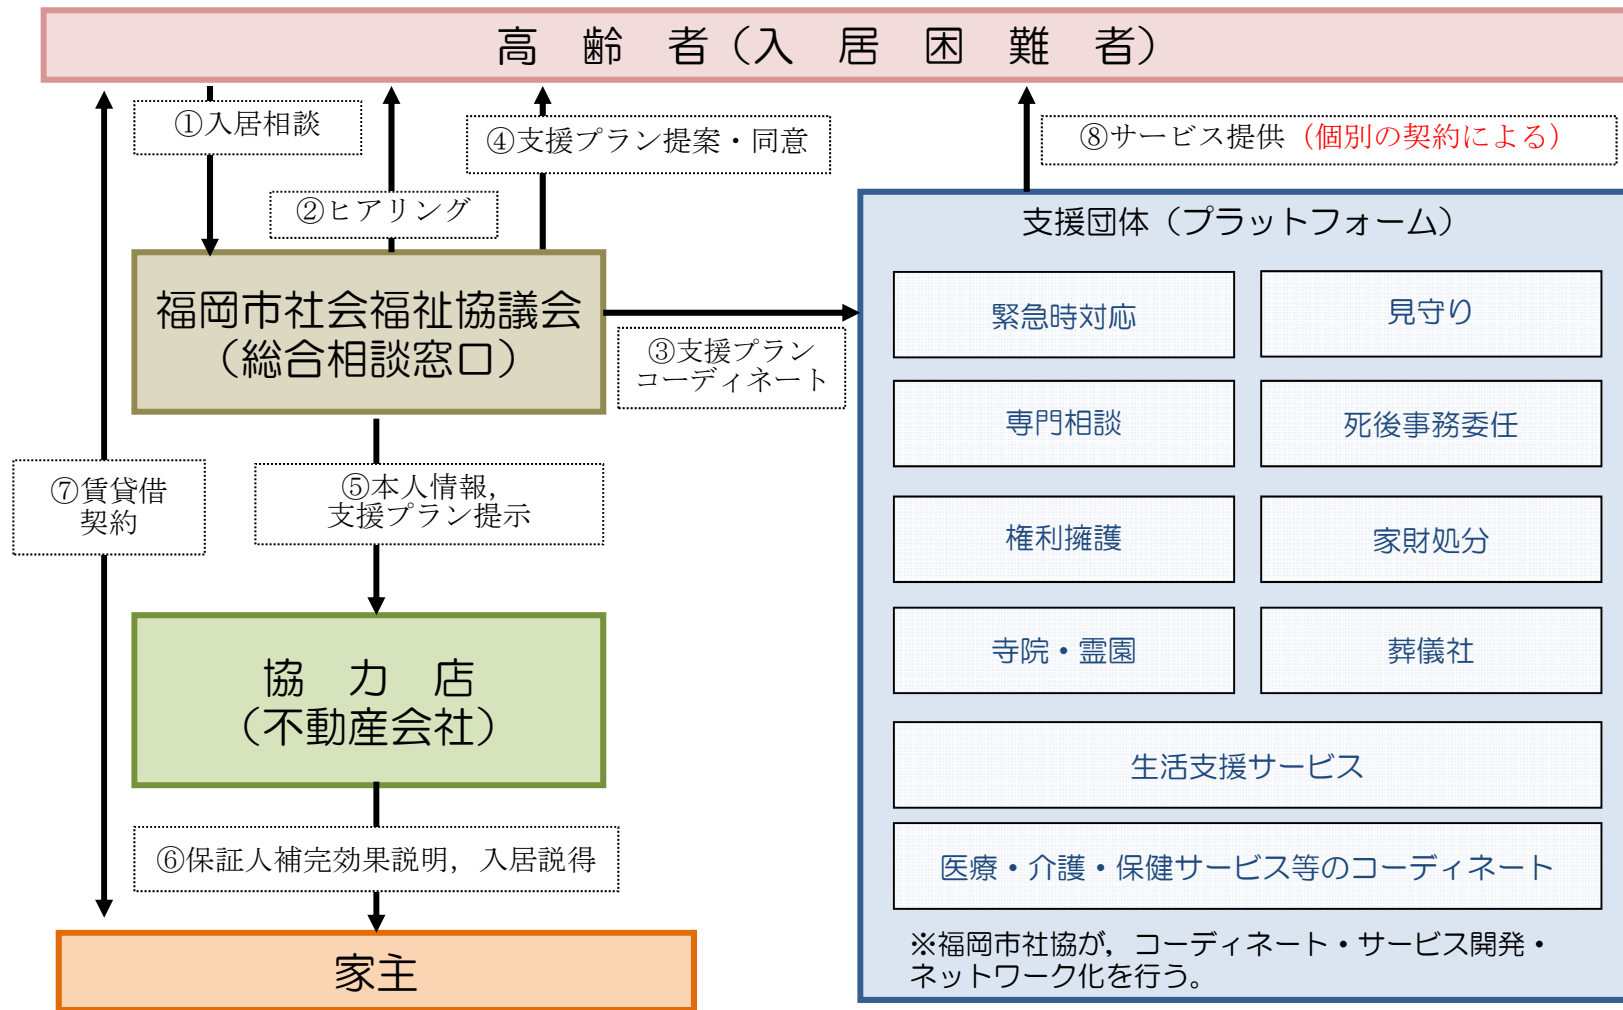 高齢者（入居困難者）
①入居相談
②ヒアリング
④支援プラン提案・同意
⑧サービス提供（個別の契約による）
福岡市社会福祉協議会
（総合相談窓口）
③支援プラン
コーディネート
⑦賃貸借
契約
⑤本人情報，
支援プラン提示
協力店
（不動産会社）
⑥保証人補完効果説明，入居説得
家主
支援団体（プラットフォーム）
緊急時対応
見守り
専門相談
死後事務委任
権利擁護
家財処分
寺院・霊園
葬儀社
生活支援サービス
医療・介護・保健サービス等のコーディネート
※福岡市社協が，コーディネート・サービス開発・
ネットワーク化を行う。